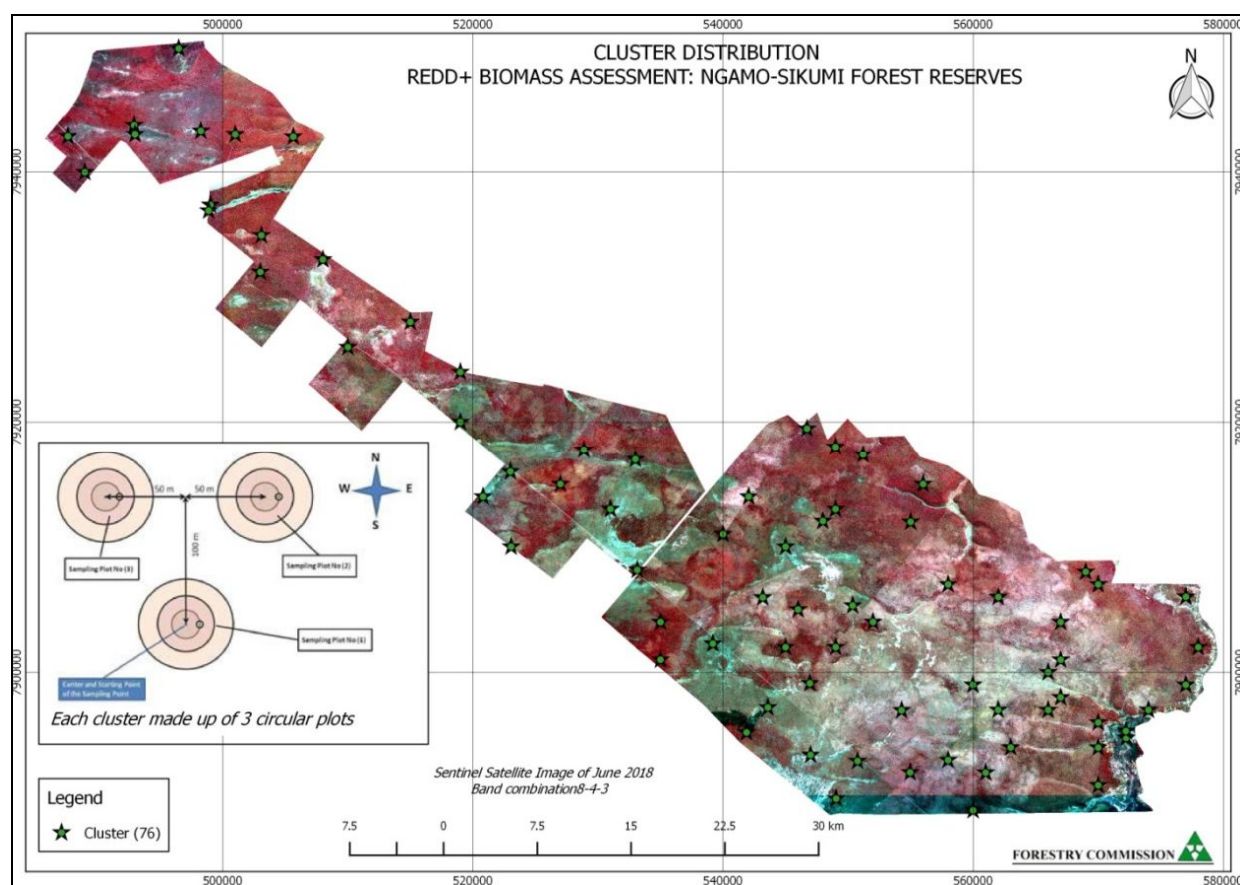 500000 520000 540000 560000 580000
CLUSTER DISTRIBUTION
REDD+ BIOMASS ASSESSMENT: NGAMO-SIKUMI FOREST RESERVES
N
7940000 7940000
7920000 7920000
N
W E
S
50 m 50 m
100 m
Sampling Plot No (3)
Sampling Plot No (2)
Sampling Plot No (1)
Center and Starting Point
of the Sampling Point
Each cluster made up of 3 circular plots
7900000 7900000
Sentinel Satellite Image of June 2018
Band combination8-4-3
Legend
Cluster (76)
7.5 0 7.5 15 22.5 30 km
FORESTRY COMMISSION
500000 520000 540000 560000 580000